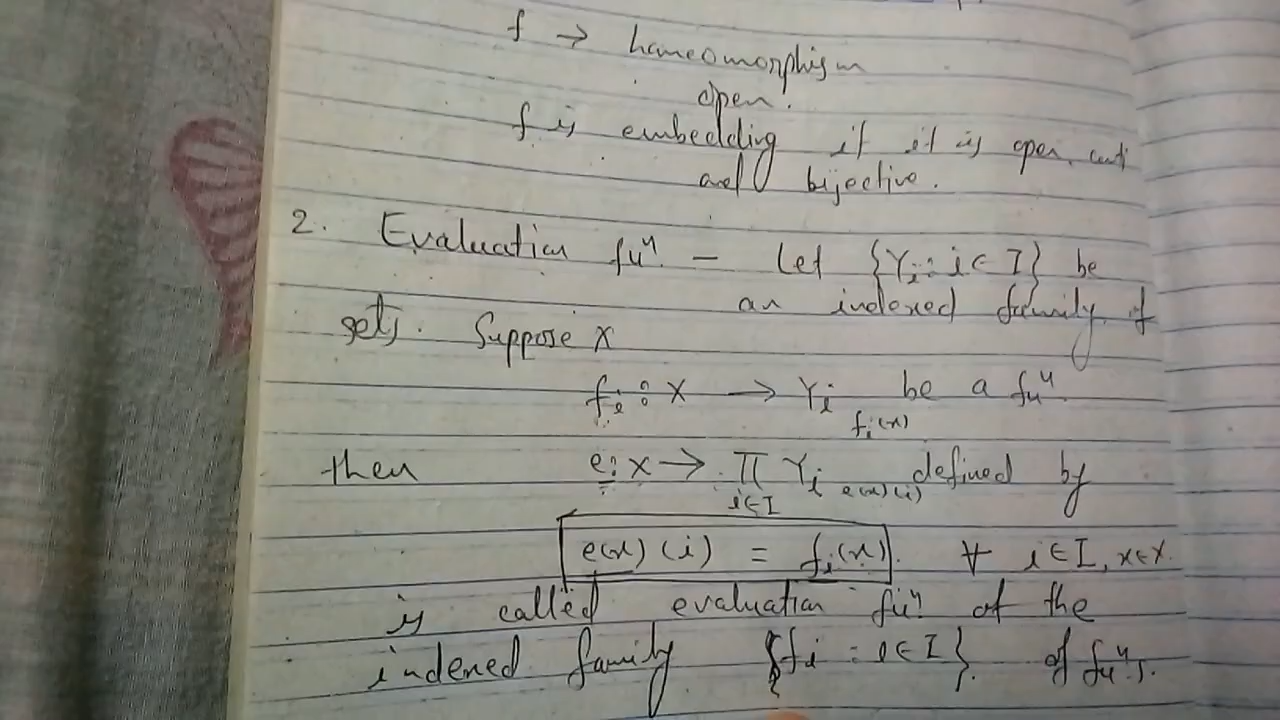 f → homeomorphism
open.
f is embedding if it is open, cont
and bijective.
2. Evaluation fuⁿ — Let {Yᵢ : i ∈ I} be
an indexed family of
sets. Suppose X
fᵢ : X → Yᵢ be a fuⁿ
fᵢ(x)
then e : X → Π Yᵢ defined by
i∈I e(x)(i)
e(x)(i) = fᵢ(x). ∀ i ∈ I, x ∈ X.
is called evaluation fuⁿ of the
indexed family {fᵢ : i ∈ I} of fuⁿs.